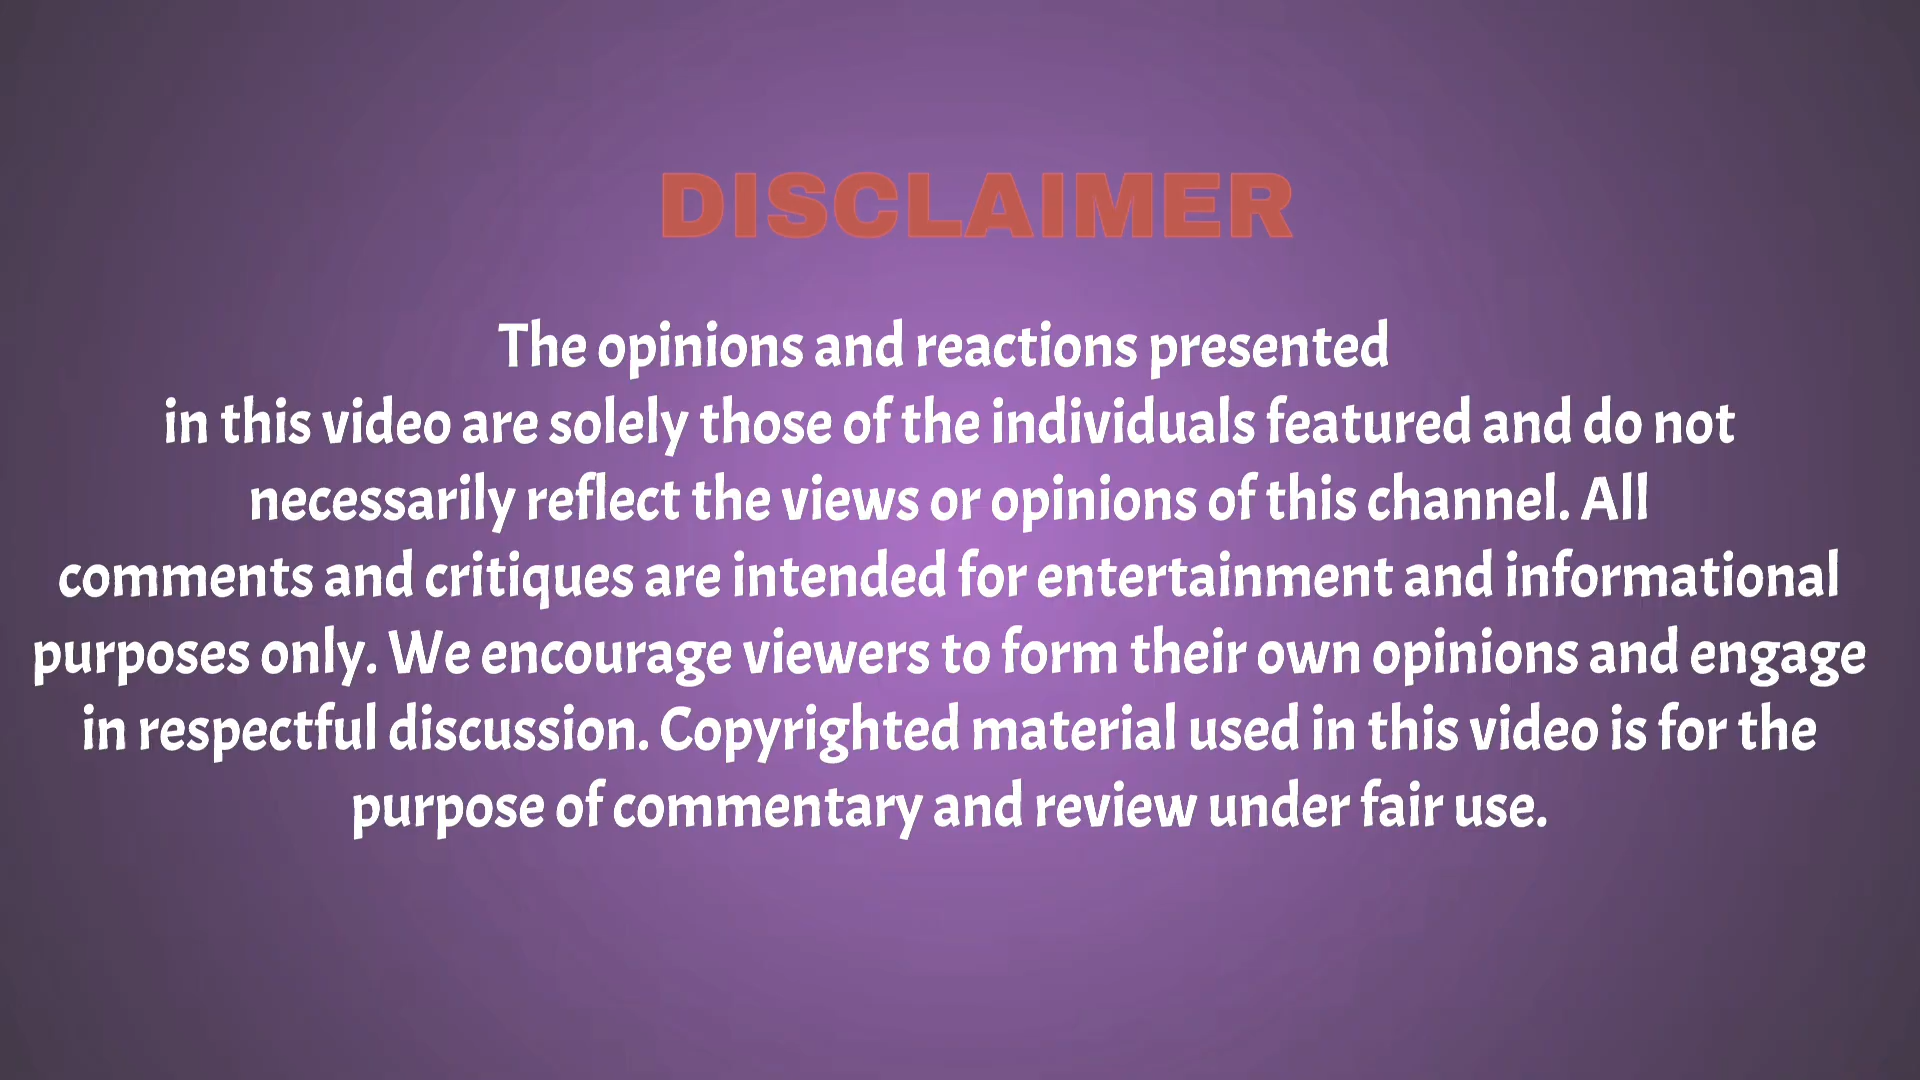 DISCLAIMER
The opinions and reactions presented
in this video are solely those of the individuals featured and do not
necessarily reflect the views or opinions of this channel. All
comments and critiques are intended for entertainment and informational
purposes only. We encourage viewers to form their own opinions and engage
in respectful discussion. Copyrighted material used in this video is for the
purpose of commentary and review under fair use.